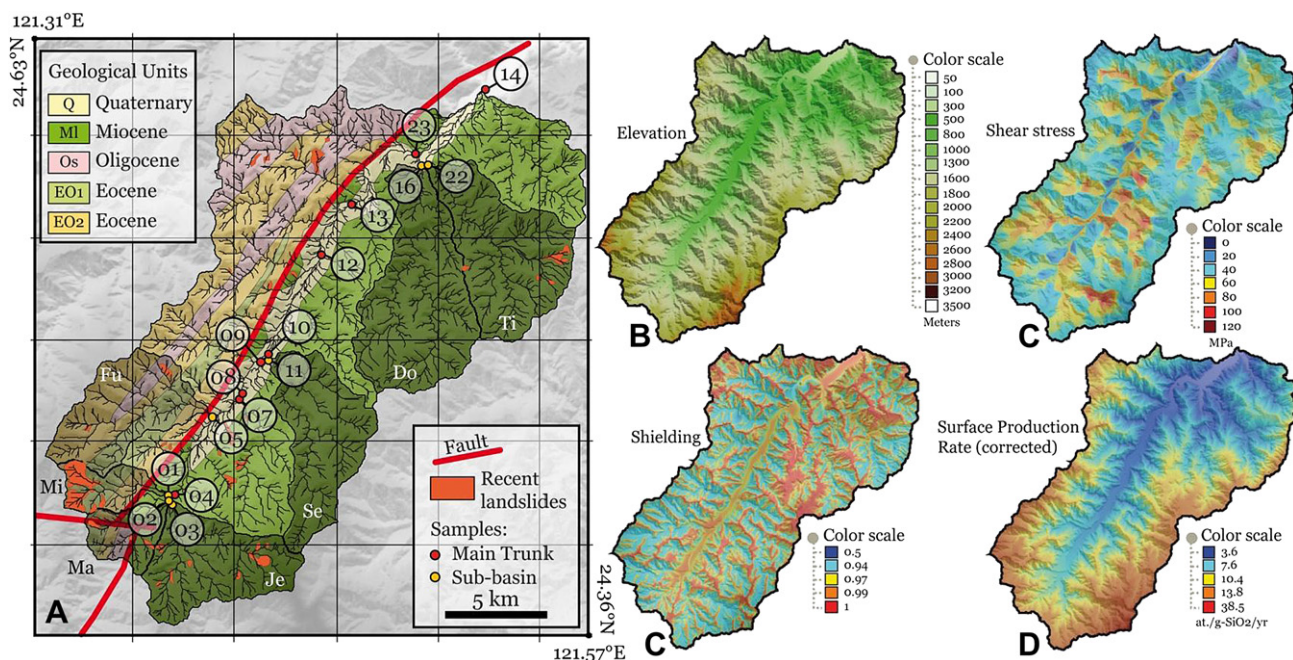 121.31°E
24.63°N
Geological Units
Q Quaternary
Ml Miocene
Os Oligocene
EO1 Eocene
EO2 Eocene
14
23
16
22
13
12
09
10
08
11
07
05
01
04
02
03
Fu
Ti
Do
Mi
Se
Ma
Je
Fault
Recent
landslides
Samples:
Main Trunk
Sub-basin
5 km
A
24.36°N
121.57°E
Elevation
Color scale
50
100
300
500
800
1000
1300
1600
1800
2000
2200
2400
2600
2800
3000
3200
3500
Meters
B
Shear stress
Color scale
0
20
40
60
80
100
120
MPa
C
Shielding
Color scale
0.5
0.94
0.97
0.99
1
C
Surface Production
Rate (corrected)
Color scale
3.6
7.6
10.4
13.8
38.5
at./g-SiO2/yr
D